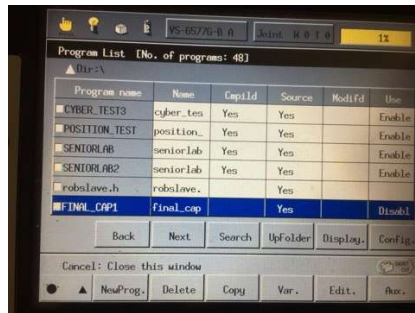 VS-6577G-B A Joint W 0 T 0 1%
Program List [No. of programs: 48]
Dir:\
Program name Name Cmpild Source Modifd Use
CYBER_TEST3 cyber_tes Yes Yes Enable
POSITION_TEST position_ Yes Yes Enable
SENIORLAB seniorlab Yes Yes Enable
SENIORLAB2 seniorlab Yes Yes Enable
robslave.h robslave. Yes
FINAL_CAP1 final_cap Yes Disabl
Back Next Search UpFolder Display. Config.
Cancel: Close this window
NewProg. Delete Copy Var. Edit. Aux.